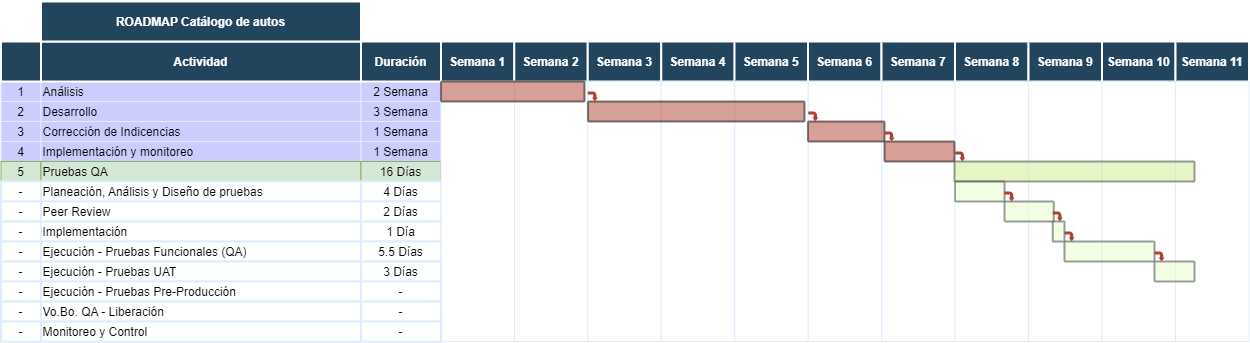 ROADMAP Catálogo de autos
Actividad Duración Semana 1 Semana 2 Semana 3 Semana 4 Semana 5 Semana 6 Semana 7 Semana 8 Semana 9 Semana 10 Semana 11
1 Análisis 2 Semana
2 Desarrollo 3 Semana
3 Corrección de Indicencias 1 Semana
4 Implementación y monitoreo 1 Semana
5 Pruebas QA 16 Días
- Planeación, Análisis y Diseño de pruebas 4 Días
- Peer Review 2 Días
- Implementación 1 Día
- Ejecución - Pruebas Funcionales (QA) 5.5 Días
- Ejecución - Pruebas UAT 3 Días
- Ejecución - Pruebas Pre-Producción -
- Vo.Bo. QA - Liberación -
- Monitoreo y Control -